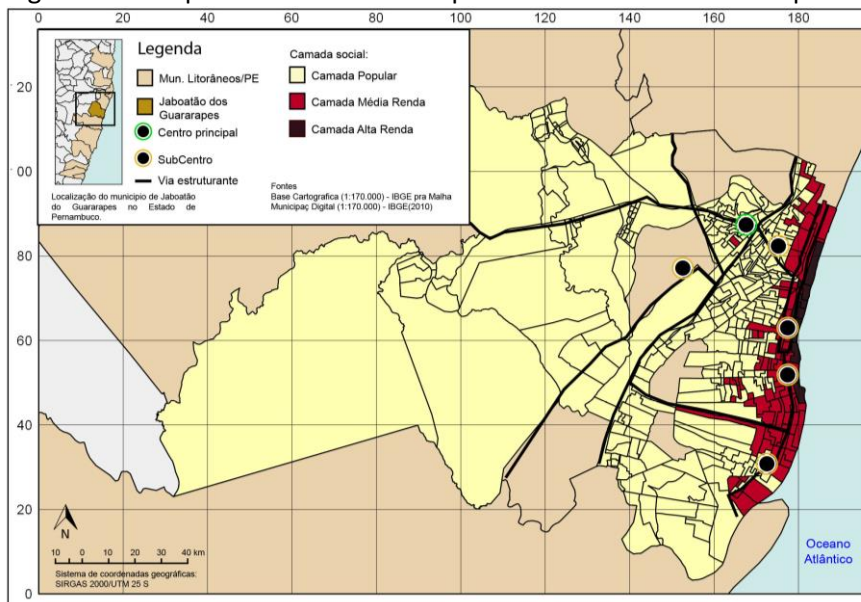 0
20
40
60
80
100
120
140
160
180
20
00
80
60
40
20
0
Legenda
Mun. Litorâneos/PE
Jaboatão dos
Guararapes
Centro principal
SubCentro
Via estruturante
Camada social:
Camada Popular
Camada Média Renda
Camada Alta Renda
Localização do município de Jaboatão
do Guararapes no Estado de
Pernambuco.
Fontes
Base Cartografica (1:170.000) - IBGE pra Malha
Municipaç Digital (1:170.000) - IBGE(2010)
N
10 0 10 20 40 km
Sistema de coordenadas geográficas:
SIRGAS 2000/UTM 25 S
Oceano
Atlântico